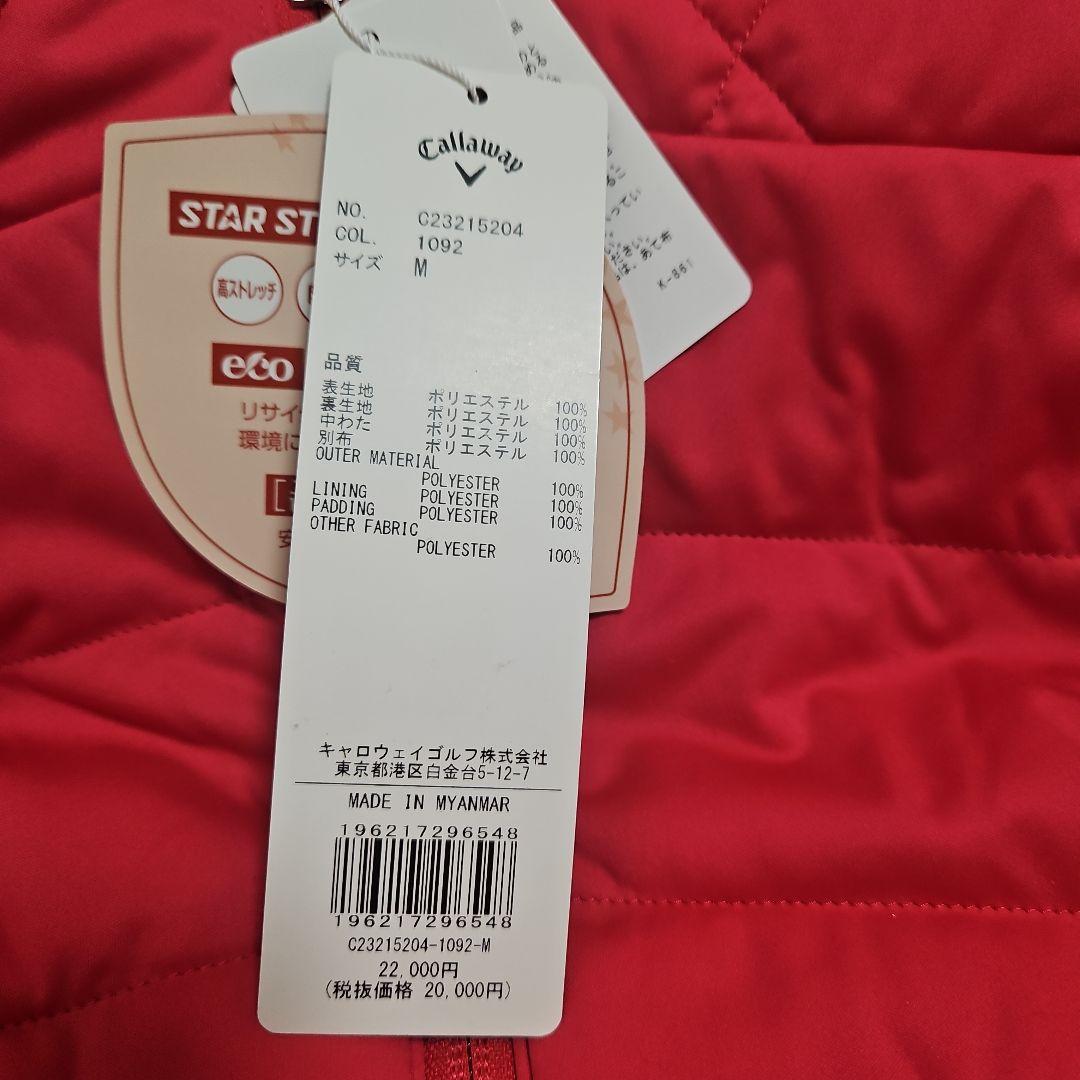 Callaway
NO. C23215204
COL. 1092
サイズ M
品質
表生地 ポリエステル 100%
裏生地 ポリエステル 100%
中わた ポリエステル 100%
別布 ポリエステル 100%
OUTER MATERIAL
POLYESTER 100%
LINING POLYESTER 100%
PADDING POLYESTER 100%
OTHER FABRIC
POLYESTER 100%
キャロウェイゴルフ株式会社
東京都港区白金台5-12-7
MADE IN MYANMAR
196217296548
196217296548
C23215204-1092-M
22,000円
(税抜価格 20,000円)
STAR ST
高ストレッチ
eco
リサイ
環境に
K-861